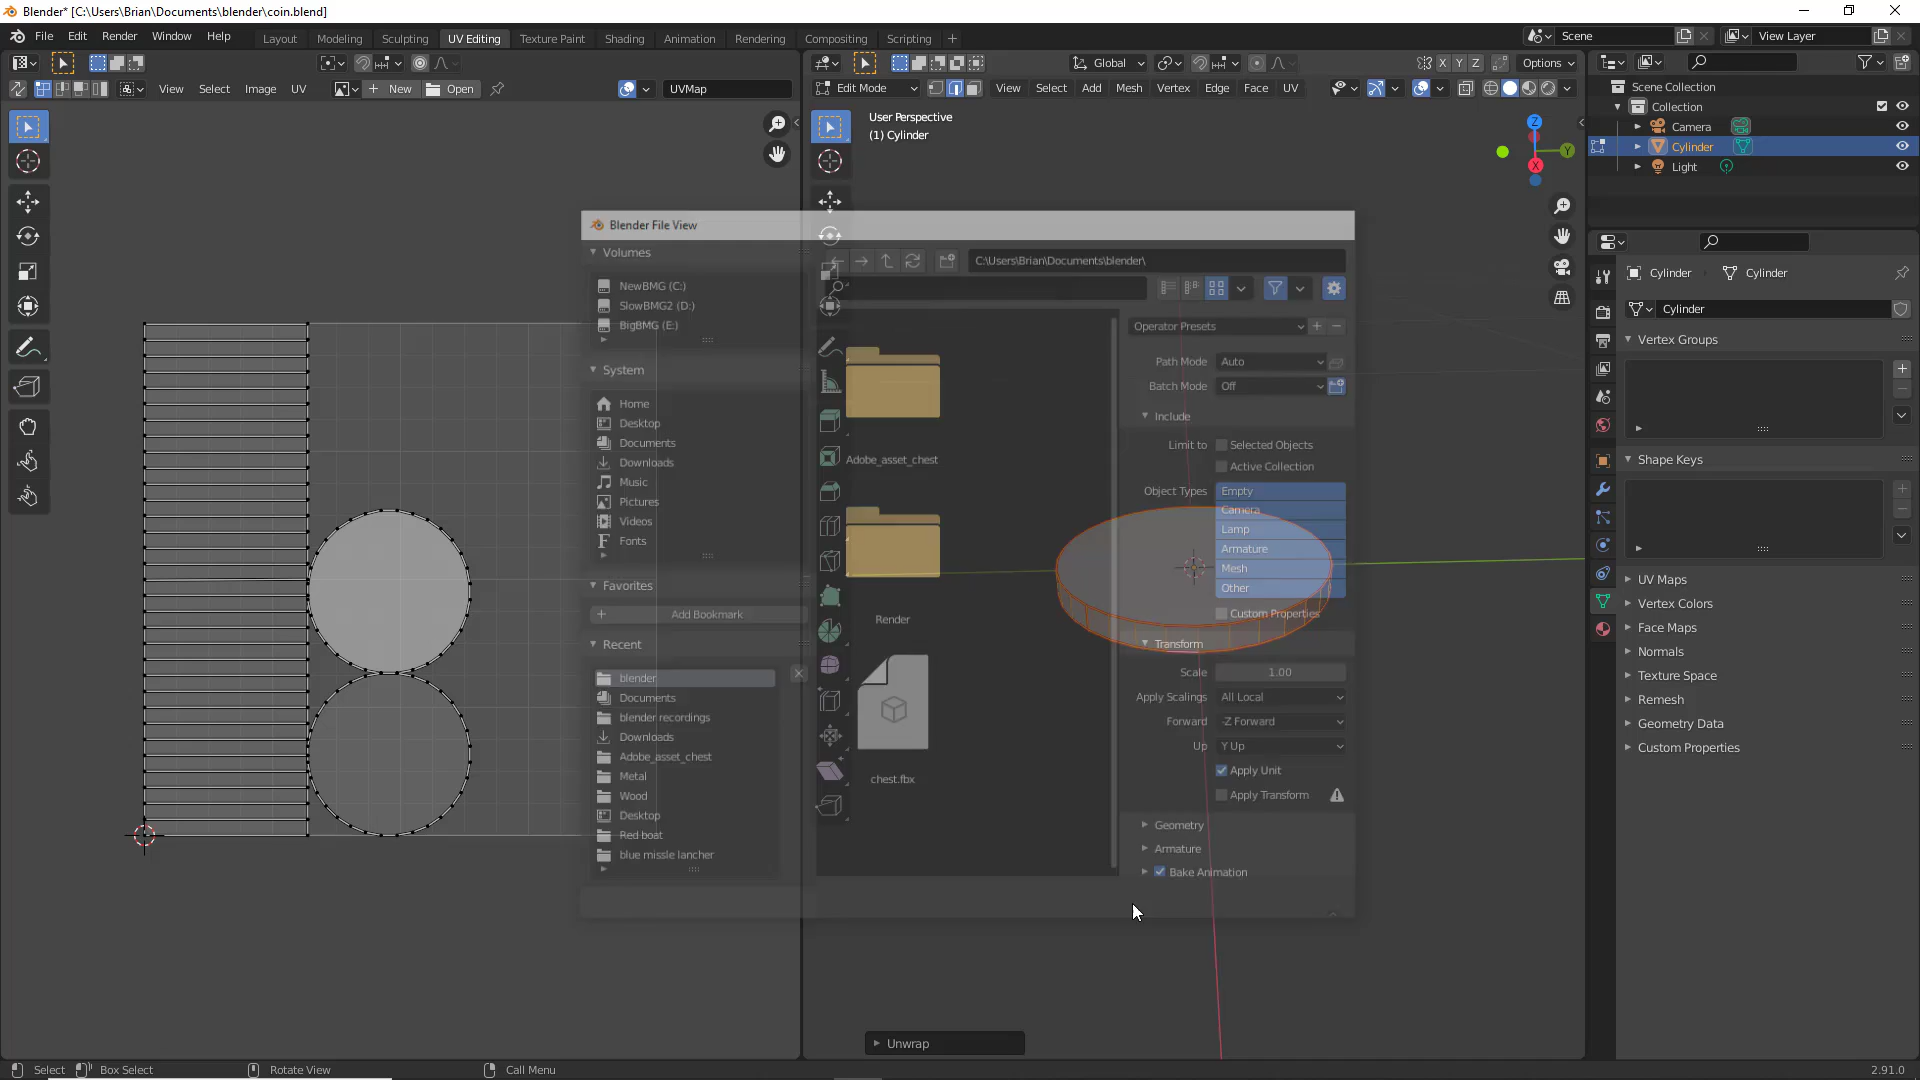 Blender* [C:\Users\Brian\Documents\blender\coin.blend]
File Edit Render Window Help Layout Modeling Sculpting UV Editing Texture Paint Shading Animation Rendering Compositing Scripting + Scene View Layer
Global X Y Z Options
View Select Image UV + New Open UVMap
Edit Mode View Select Add Mesh Vertex Edge Face UV
User Perspective
(1) Cylinder
Z
Y
X
Scene Collection
Collection
Camera
Cylinder
Light
Cylinder Cylinder
Cylinder
Vertex Groups
Shape Keys
UV Maps
Vertex Colors
Face Maps
Normals
Texture Space
Remesh
Geometry Data
Custom Properties
Blender File View
Volumes
NewBMG (C:)
SlowBMG2 (D:)
BigBMG (E:)
System
Home
Desktop
Documents
Downloads
Music
Pictures
Videos
Fonts
Favorites
+ Add Bookmark
Recent
blender
Documents
blender recordings
Downloads
Adobe_asset_chest
Metal
Wood
Desktop
Red boat
blue missle lancher
C:\Users\Brian\Documents\blender\
Adobe_asset_chest
Render
chest.fbx
Operator Presets
Path Mode Auto
Batch Mode Off
Include
Limit to Selected Objects
Active Collection
Object Types Empty
Camera
Lamp
Armature
Mesh
Other
Custom Properties
Transform
Scale 1.00
Apply Scalings All Local
Forward -Z Forward
Up Y Up
Apply Unit
Apply Transform
Geometry
Armature
Bake Animation
Unwrap
Select Box Select Rotate View Call Menu 2.91.0